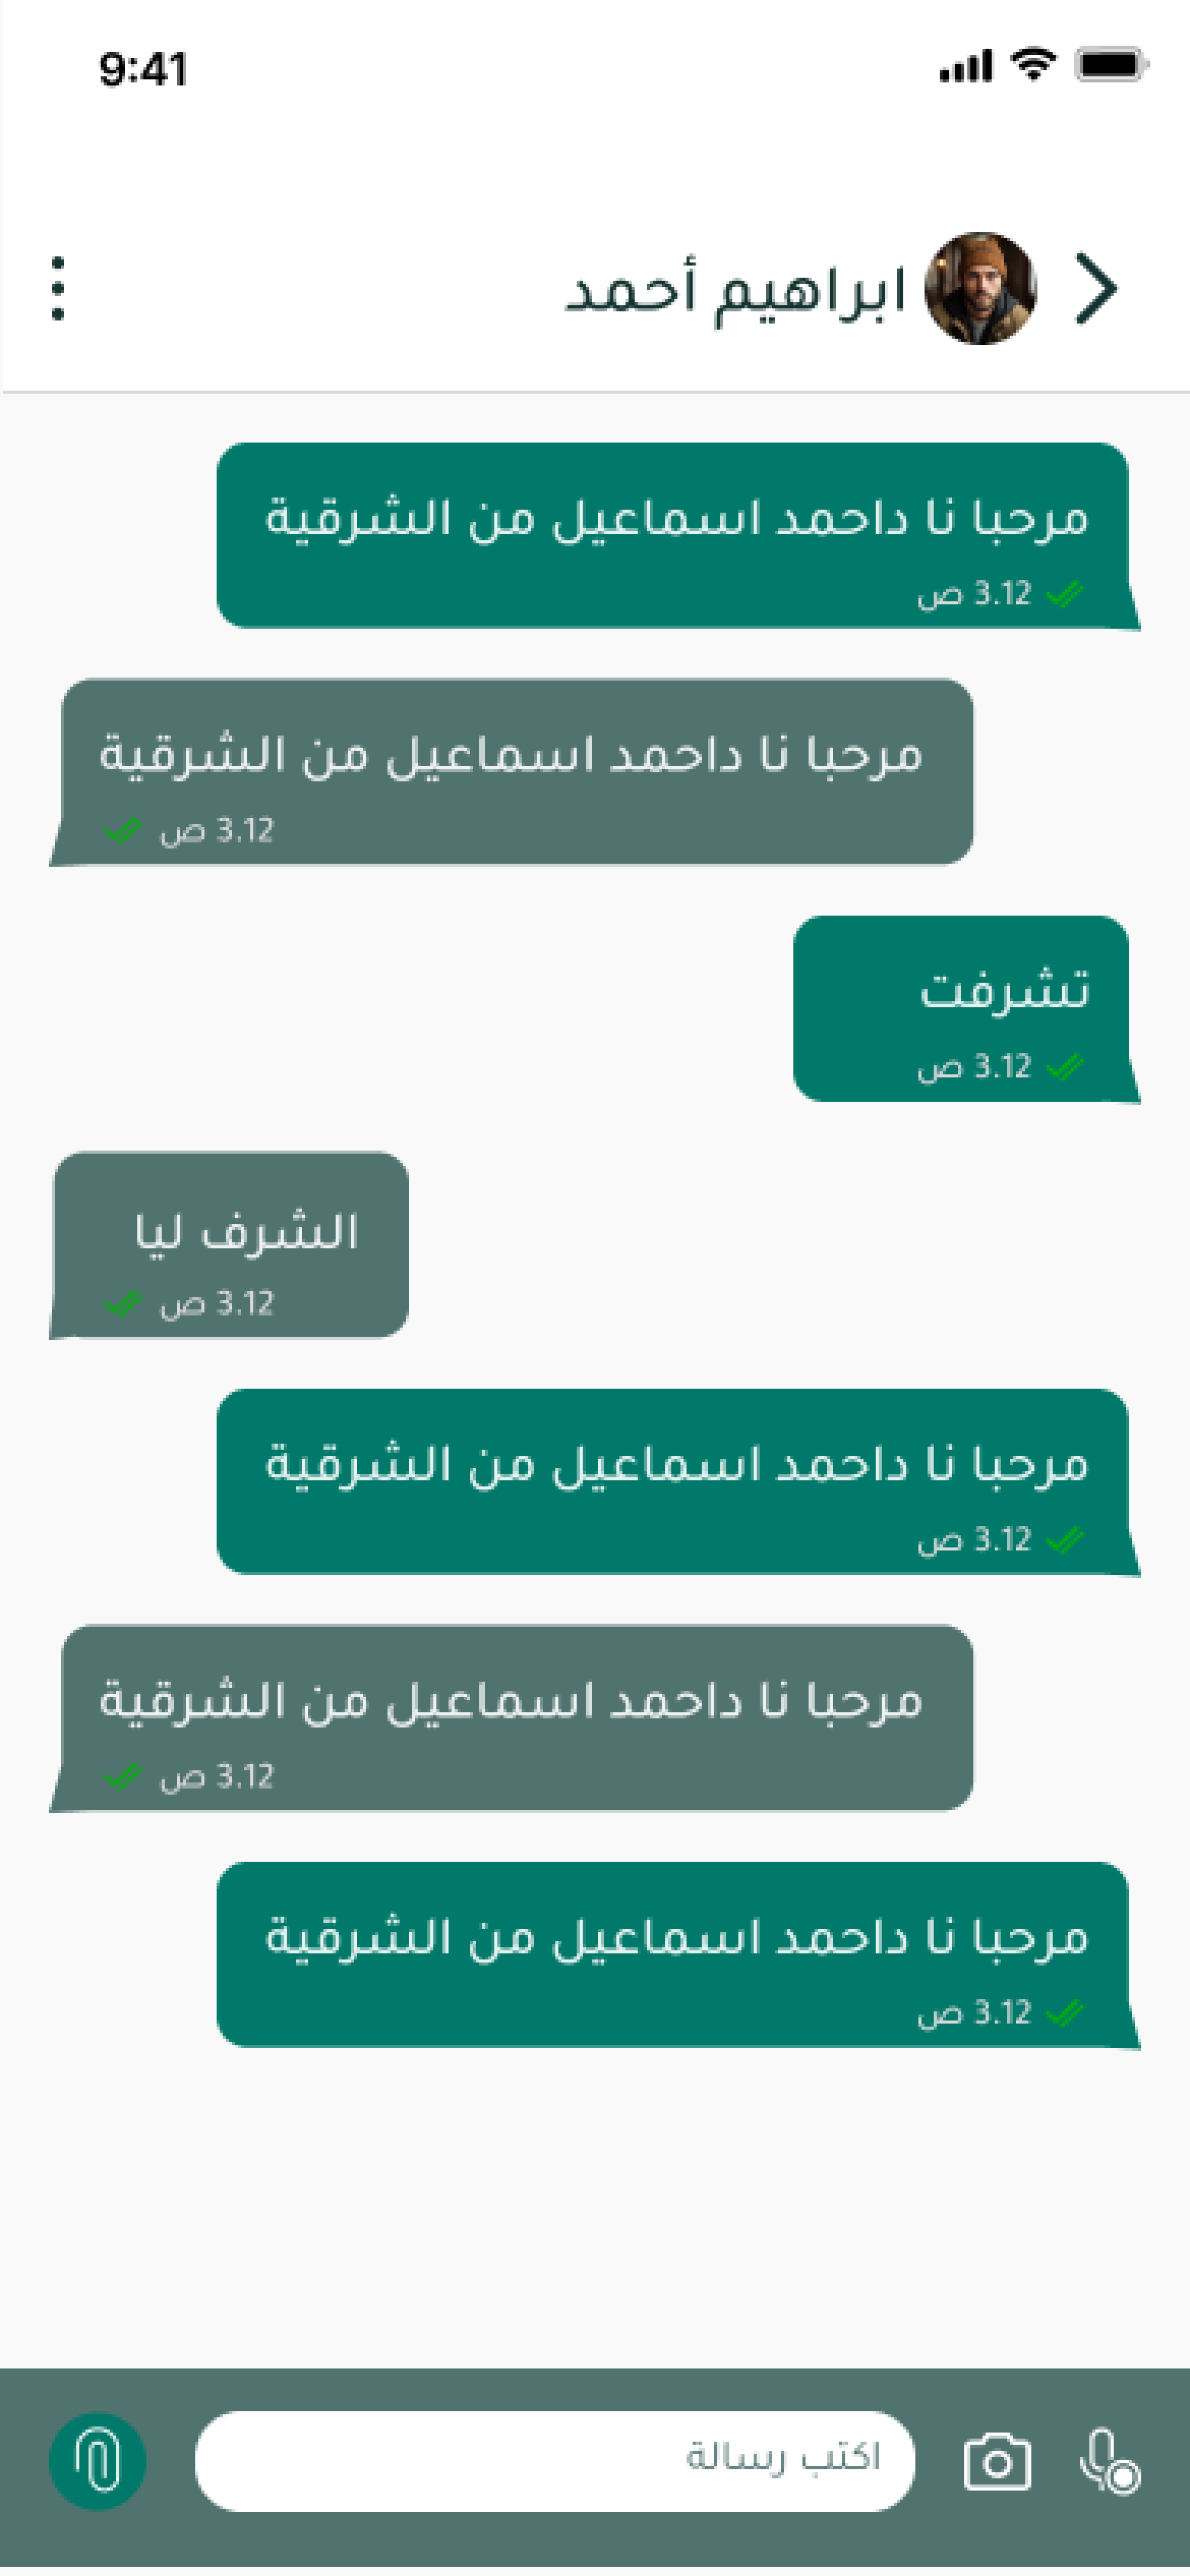 9:41
ابراهيم أحمد
مرحبا نا داحمد اسماعيل من الشرقية
3.12 ص
مرحبا نا داحمد اسماعيل من الشرقية
3.12 ص
تشرفت
3.12 ص
الشرف ليا
3.12 ص
مرحبا نا داحمد اسماعيل من الشرقية
3.12 ص
مرحبا نا داحمد اسماعيل من الشرقية
3.12 ص
مرحبا نا داحمد اسماعيل من الشرقية
3.12 ص
اكتب رسالة